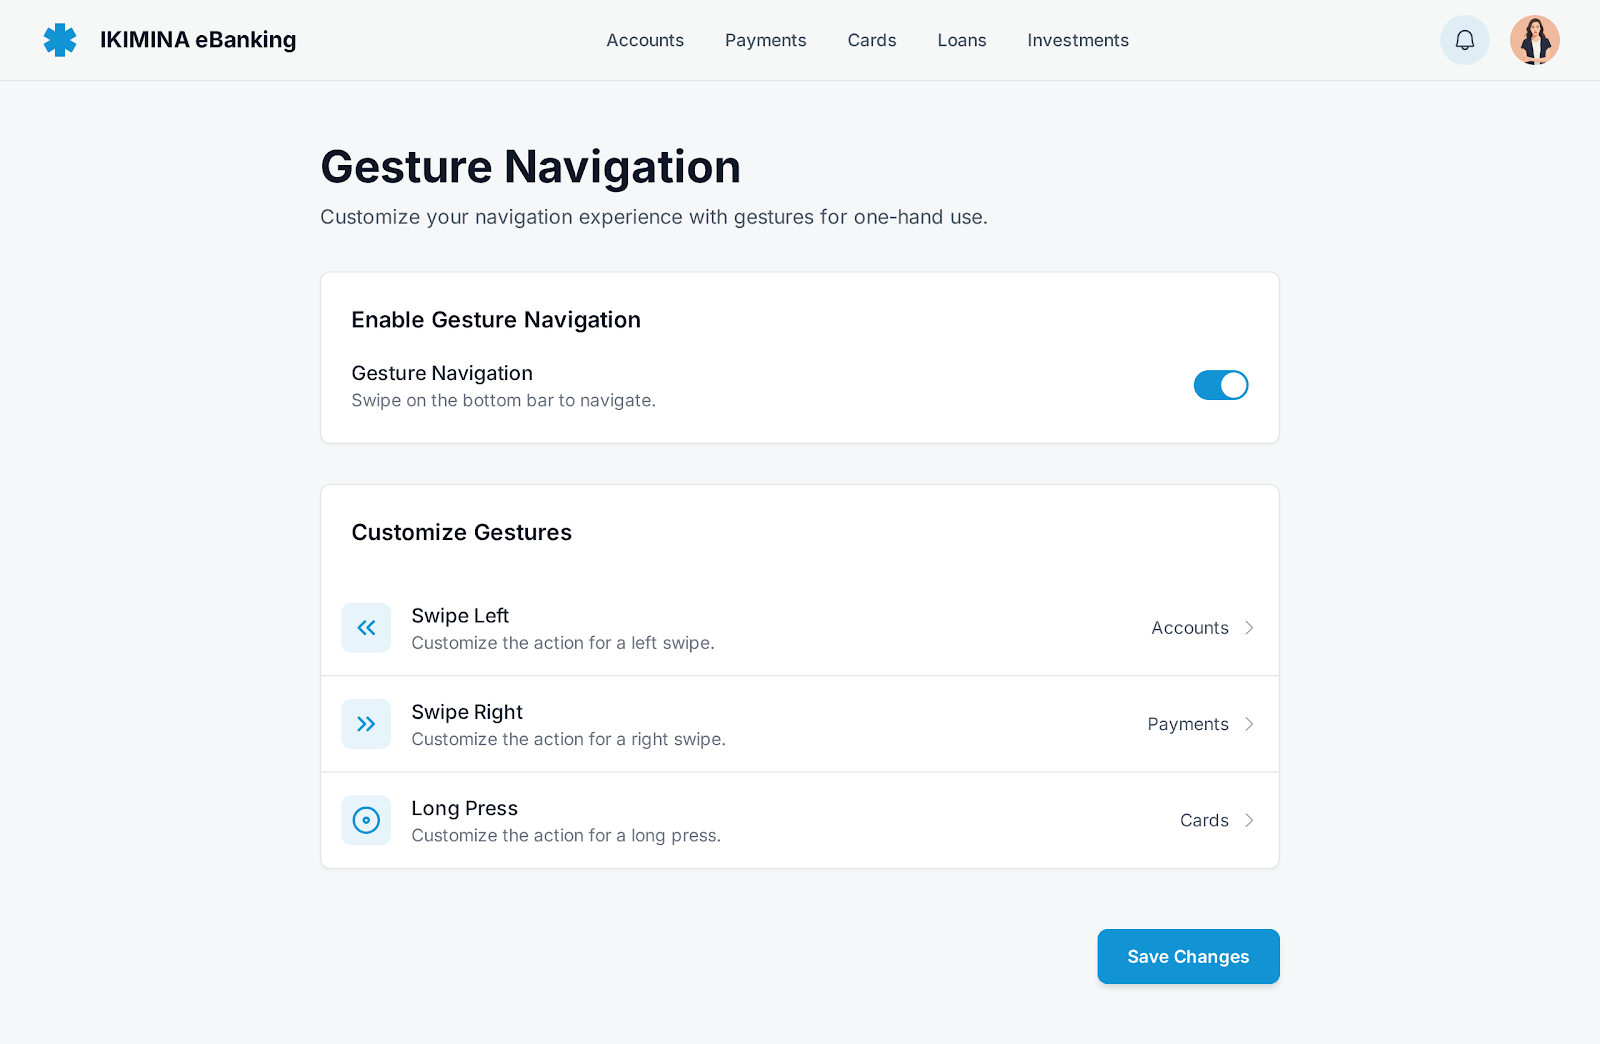 IKIMINA eBanking
Accounts
Payments
Cards
Loans
Investments
Gesture Navigation
Customize your navigation experience with gestures for one-hand use.
Enable Gesture Navigation
Gesture Navigation
Swipe on the bottom bar to navigate.
Customize Gestures
Swipe Left
Customize the action for a left swipe.
Accounts
Swipe Right
Customize the action for a right swipe.
Payments
Long Press
Customize the action for a long press.
Cards
Save Changes